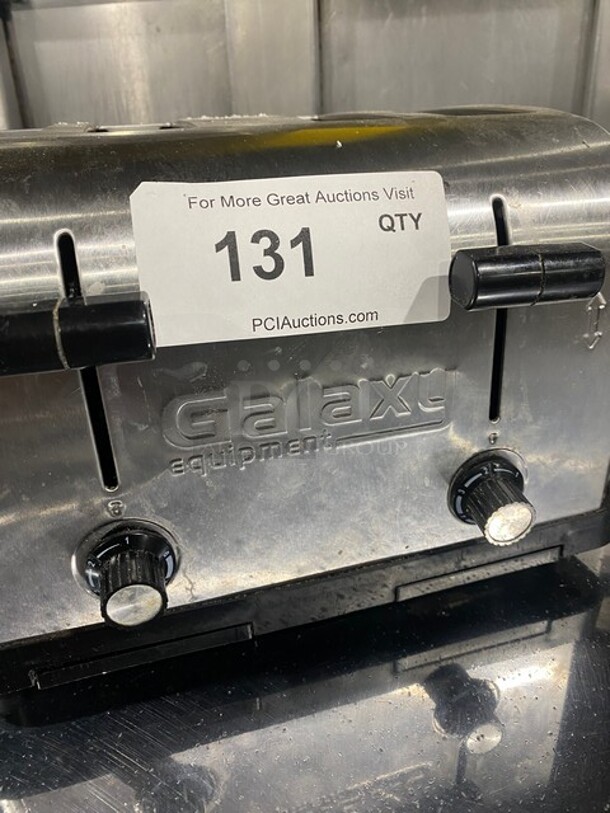 For More Great Auctions Visit
131 QTY
PCIAuctions.com
Galaxy
equipment